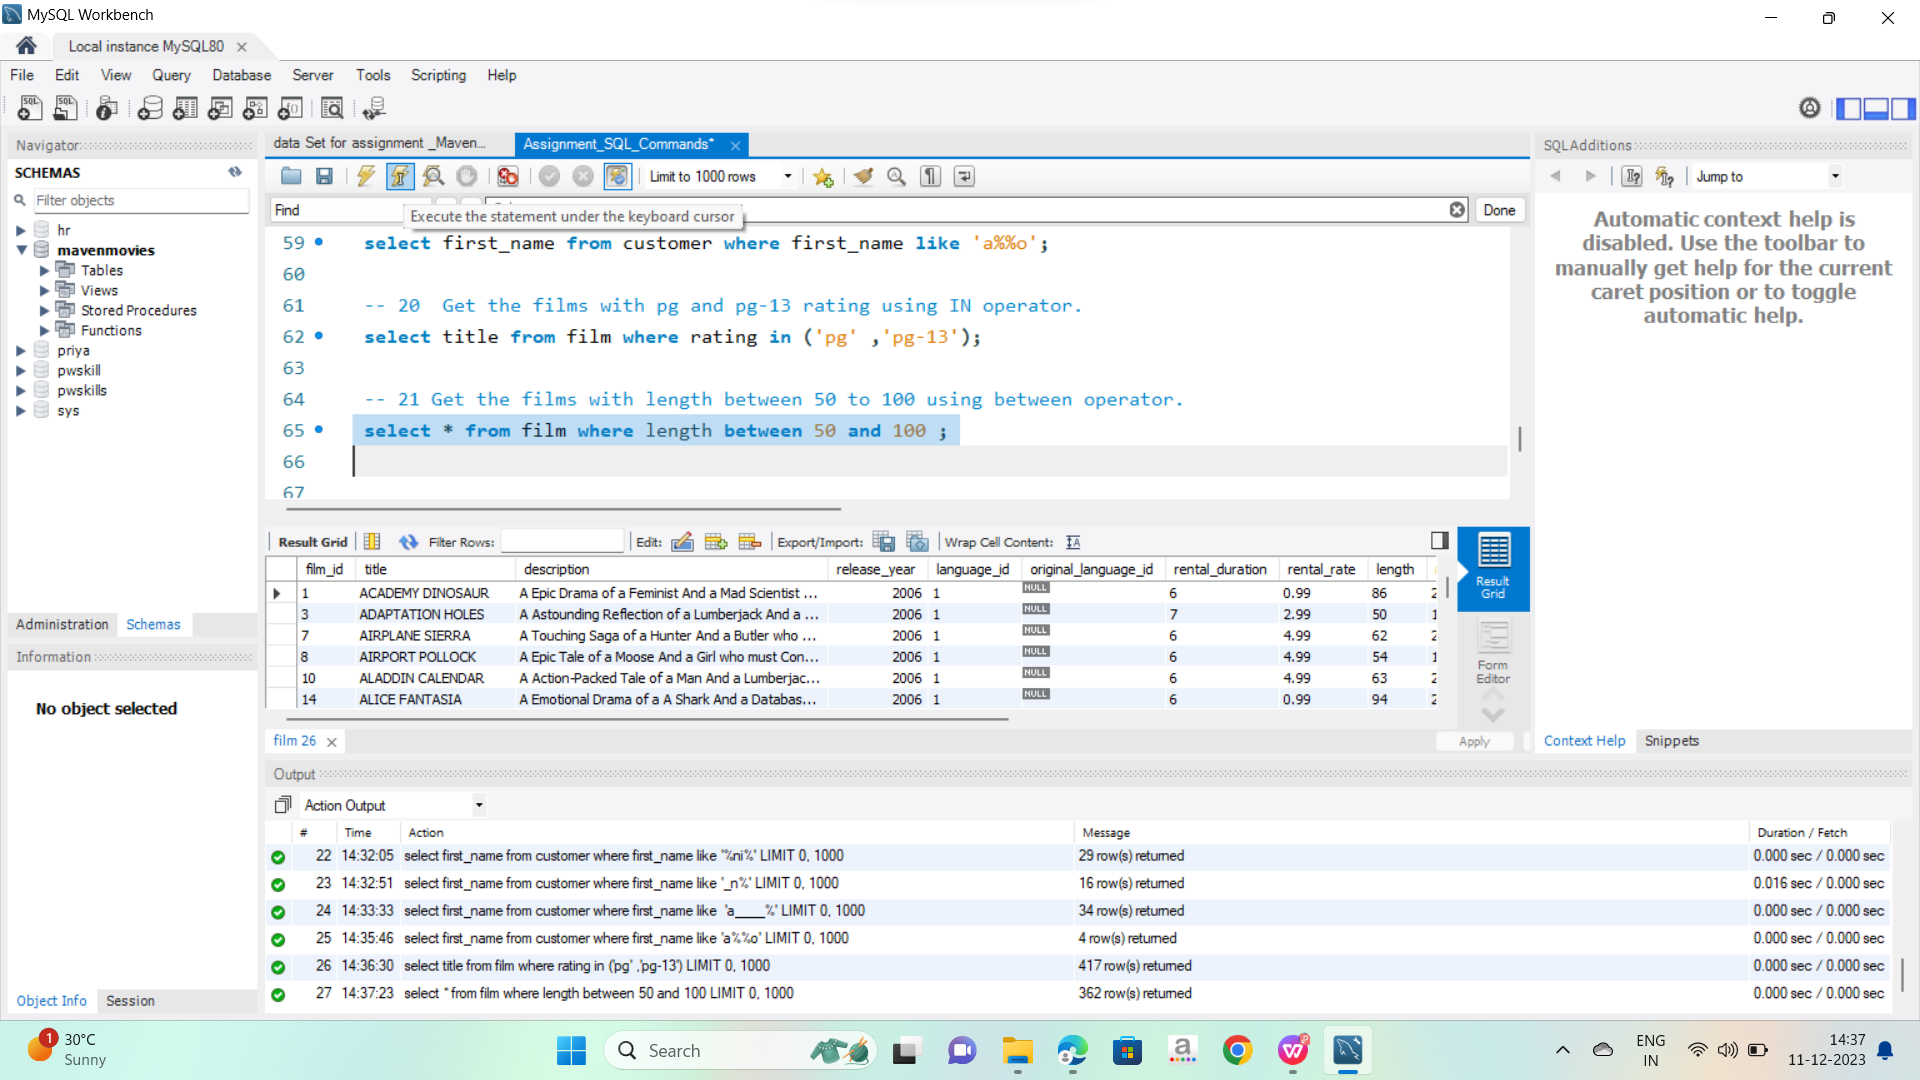 MySQL Workbench
Local instance MySQL80
File Edit View Query Database Server Tools Scripting Help
Navigator
SCHEMAS
Filter objects
hr
mavenmovies
Tables
Views
Stored Procedures
Functions
priya
pwskill
pwskills
sys
Administration Schemas
Information
No object selected
Object Info Session
data Set for assignment _Maven... Assignment_SQL_Commands*
Limit to 1000 rows
Find Done
Execute the statement under the keyboard cursor
59 select first_name from customer where first_name like 'a%%o';
60
61 -- 20 Get the films with pg and pg-13 rating using IN operator.
62 select title from film where rating in ('pg' ,'pg-13');
63
64 -- 21 Get the films with length between 50 to 100 using between operator.
65 select * from film where length between 50 and 100 ;
66
67
Result Grid Filter Rows: Edit: Export/Import: Wrap Cell Content:
film_id title description release_year language_id original_language_id rental_duration rental_rate length
1 ACADEMY DINOSAUR A Epic Drama of a Feminist And a Mad Scientist ... 2006 1 NULL 6 0.99 86
3 ADAPTATION HOLES A Astounding Reflection of a Lumberjack And a ... 2006 1 NULL 7 2.99 50
7 AIRPLANE SIERRA A Touching Saga of a Hunter And a Butler who ... 2006 1 NULL 6 4.99 62
8 AIRPORT POLLOCK A Epic Tale of a Moose And a Girl who must Con... 2006 1 NULL 6 4.99 54
10 ALADDIN CALENDAR A Action-Packed Tale of a Man And a Lumberjac... 2006 1 NULL 6 4.99 63
14 ALICE FANTASIA A Emotional Drama of a A Shark And a Databas... 2006 1 NULL 6 0.99 94
Result
Grid
Form
Editor
film 26
Apply
SQLAdditions
Jump to
Automatic context help is
disabled. Use the toolbar to
manually get help for the current
caret position or to toggle
automatic help.
Context Help Snippets
Output
Action Output
# Time Action Message Duration / Fetch
22 14:32:05 select first_name from customer where first_name like '%ni%' LIMIT 0, 1000 29 row(s) returned 0.000 sec / 0.000 sec
23 14:32:51 select first_name from customer where first_name like '_n%' LIMIT 0, 1000 16 row(s) returned 0.016 sec / 0.000 sec
24 14:33:33 select first_name from customer where first_name like 'a____%' LIMIT 0, 1000 34 row(s) returned 0.000 sec / 0.000 sec
25 14:35:46 select first_name from customer where first_name like 'a%%o' LIMIT 0, 1000 4 row(s) returned 0.000 sec / 0.000 sec
26 14:36:30 select title from film where rating in ('pg' ,'pg-13') LIMIT 0, 1000 417 row(s) returned 0.000 sec / 0.000 sec
27 14:37:23 select * from film where length between 50 and 100 LIMIT 0, 1000 362 row(s) returned 0.000 sec / 0.000 sec
1
30°C
Sunny
Search
ENG
IN
14:37
11-12-2023